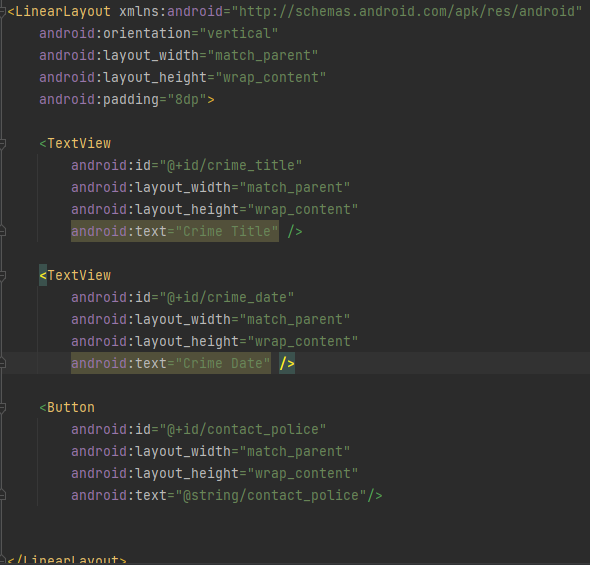 <LinearLayout xmlns:android="http://schemas.android.com/apk/res/android"
    android:orientation="vertical"
    android:layout_width="match_parent"
    android:layout_height="wrap_content"
    android:padding="8dp">

    <TextView
        android:id="@+id/crime_title"
        android:layout_width="match_parent"
        android:layout_height="wrap_content"
        android:text="Crime Title" />

    <TextView
        android:id="@+id/crime_date"
        android:layout_width="match_parent"
        android:layout_height="wrap_content"
        android:text="Crime Date" />

    <Button
        android:id="@+id/contact_police"
        android:layout_width="match_parent"
        android:layout_height="wrap_content"
        android:text="@string/contact_police"/>

</LinearLayout>